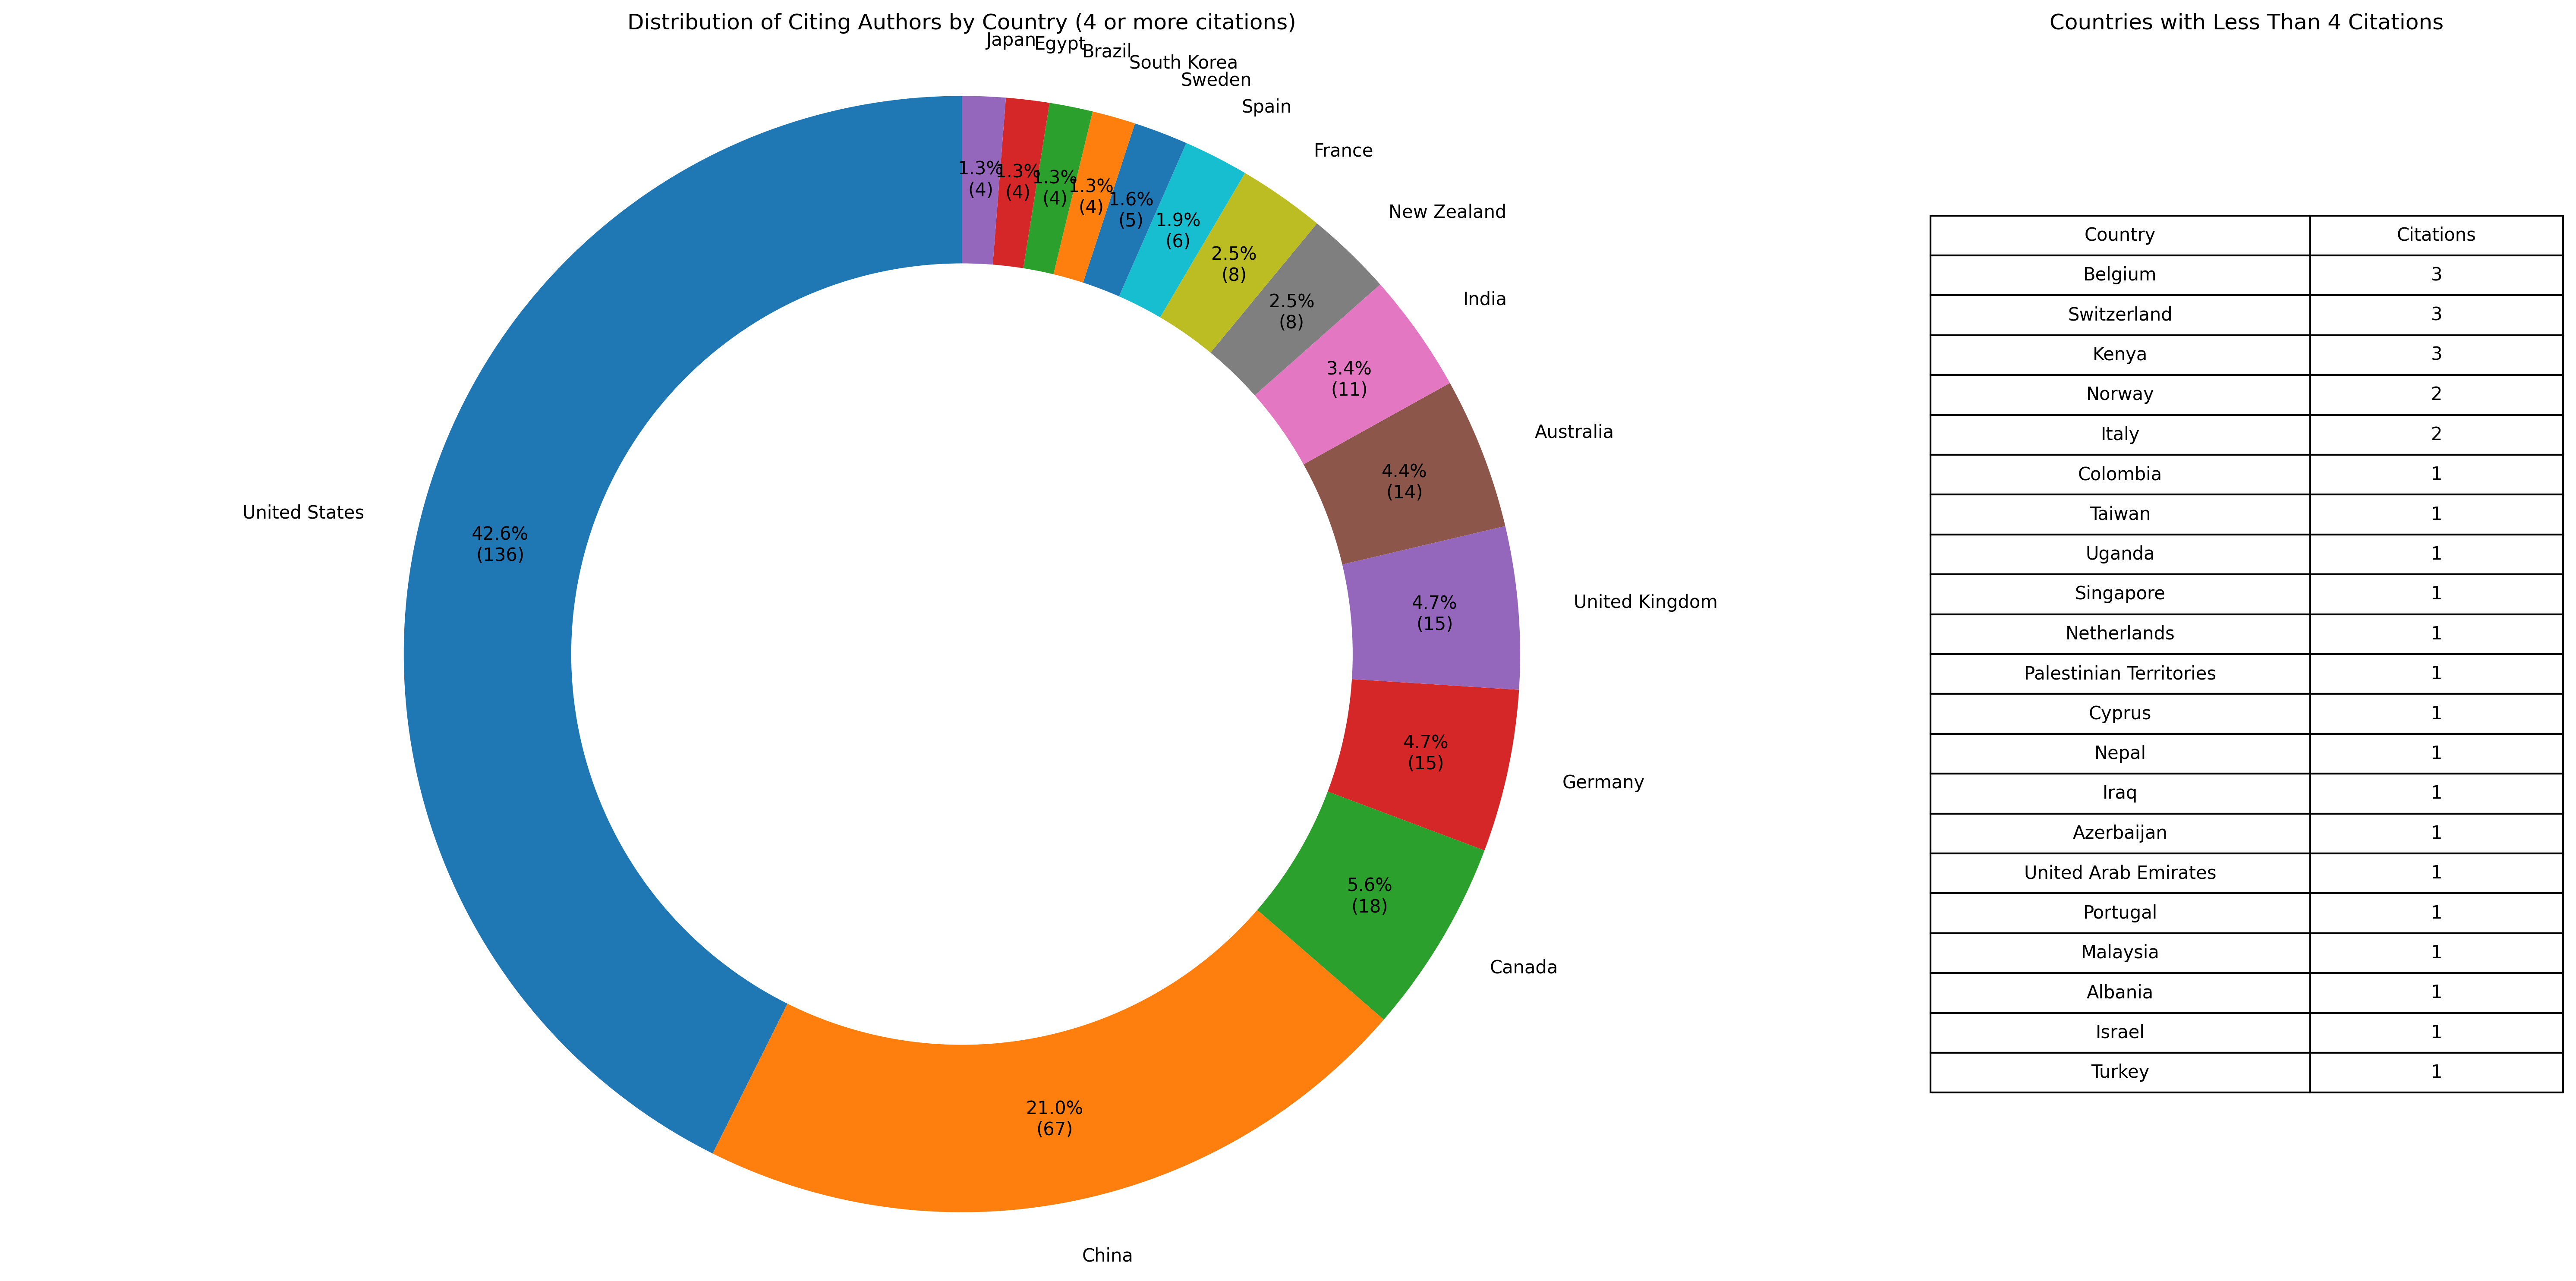 Distribution of Citing Authors by Country (4 or more citations)
Japan
Egypt
Brazil
South Korea
Sweden
Spain
France
New Zealand
India
Australia
United Kingdom
Germany
Canada
China
United States
1.3%
(4)
1.3%
(4)
1.3%
(4)
1.3%
(4)
1.6%
(5)
1.9%
(6)
2.5%
(8)
2.5%
(8)
3.4%
(11)
4.4%
(14)
4.7%
(15)
4.7%
(15)
5.6%
(18)
21.0%
(67)
42.6%
(136)
Countries with Less Than 4 Citations
Country Citations
Belgium 3
Switzerland 3
Kenya 3
Norway 2
Italy 2
Colombia 1
Taiwan 1
Uganda 1
Singapore 1
Netherlands 1
Palestinian Territories 1
Cyprus 1
Nepal 1
Iraq 1
Azerbaijan 1
United Arab Emirates 1
Portugal 1
Malaysia 1
Albania 1
Israel 1
Turkey 1